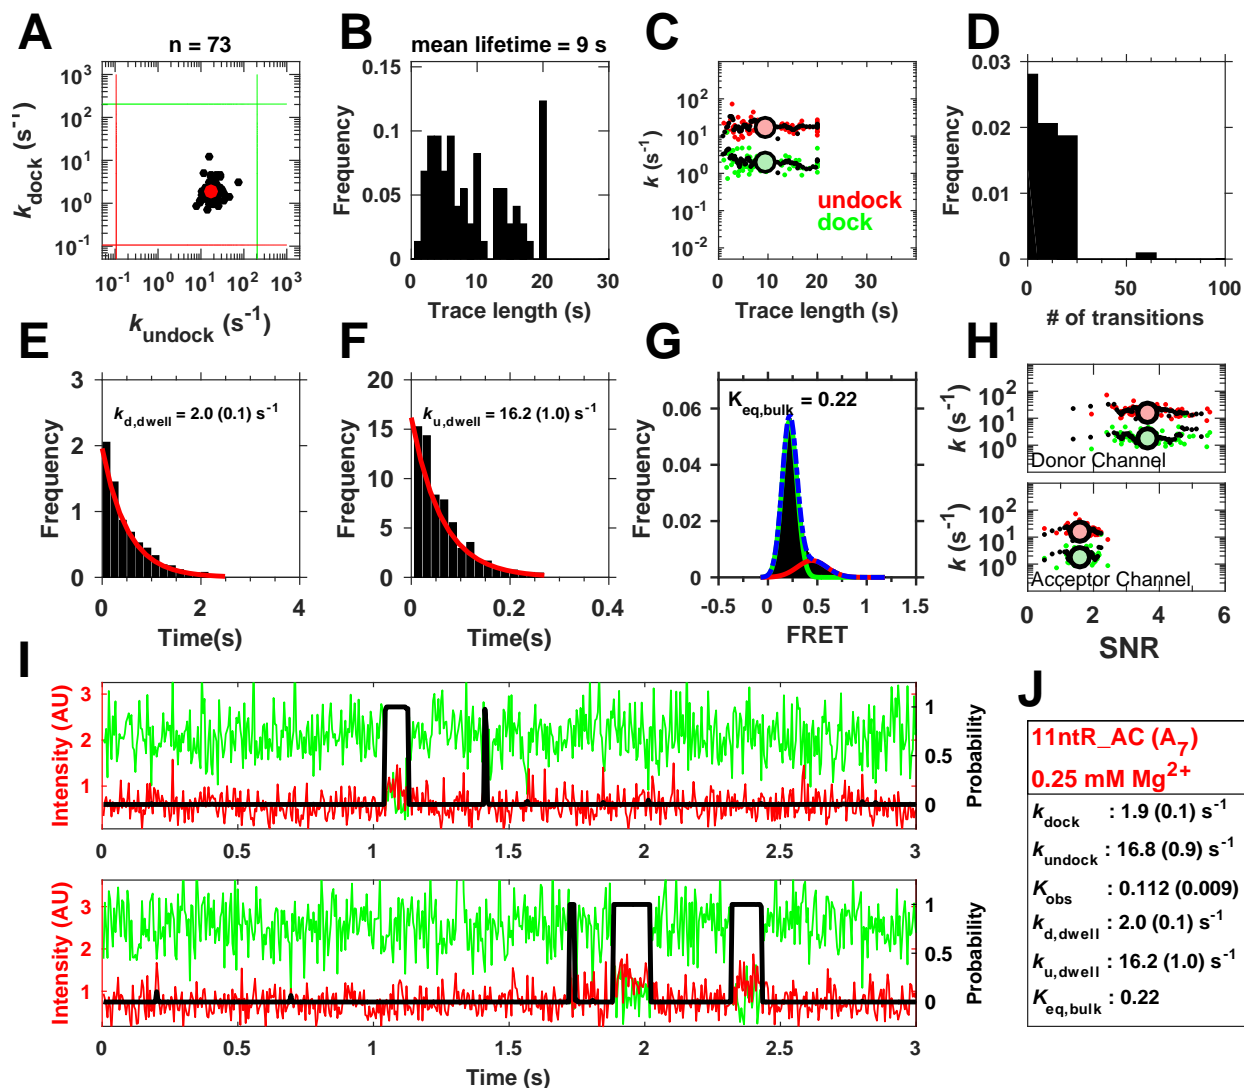 A
n = 73
k_dock (s⁻¹)
10³
10²
10¹
10⁰
10⁻¹
10⁻¹ 10⁰ 10¹ 10² 10³
k_undock (s⁻¹)
B
mean lifetime = 9 s
Frequency
0.15
0.1
0.05
0
0 10 20 30
Trace length (s)
C
k (s⁻¹)
10²
10¹
10⁰
10⁻¹
10⁻²
undock
dock
0 20 40
Trace length (s)
D
Frequency
0.03
0.02
0.01
0
0 50 100
# of transitions
E
Frequency
3
2
1
0
k_d,dwell = 2.0 (0.1) s⁻¹
0 2 4
Time(s)
F
Frequency
20
15
10
5
0
k_u,dwell = 16.2 (1.0) s⁻¹
0 0.2 0.4
Time(s)
G
K_eq,bulk = 0.22
Frequency
0.06
0.04
0.02
0
-0.5 0 0.5 1 1.5
FRET
H
k (s⁻¹)
10²
10¹
10⁰
Donor Channel
k (s⁻¹)
10²
10¹
10⁰
Acceptor Channel
0 2 4 6
SNR
I
Intensity (AU)
3
2
1
1
0.5
0
Probability
0 0.5 1 1.5 2 2.5 3
Intensity (AU)
3
2
1
1
0.5
0
Probability
0 0.5 1 1.5 2 2.5 3
Time (s)
J
11ntR_AC (A₇)
0.25 mM Mg²⁺
k_dock : 1.9 (0.1) s⁻¹
k_undock : 16.8 (0.9) s⁻¹
K_obs : 0.112 (0.009)
k_d,dwell : 2.0 (0.1) s⁻¹
k_u,dwell : 16.2 (1.0) s⁻¹
K_eq,bulk : 0.22